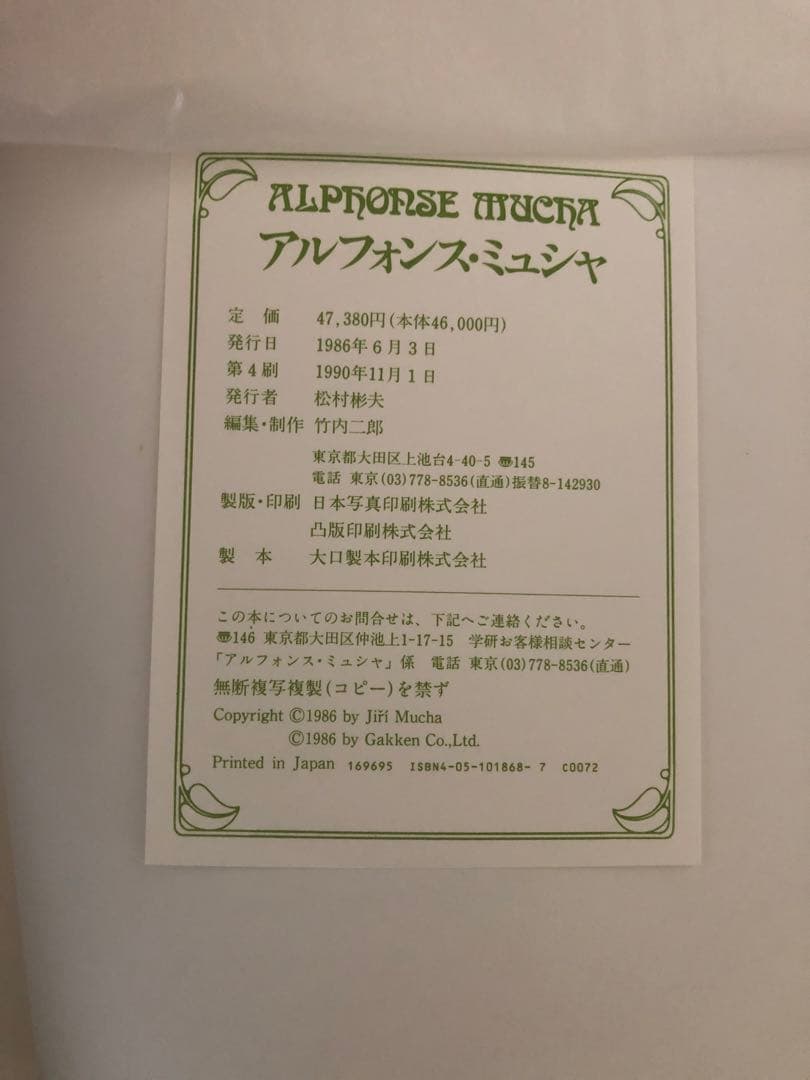 ALPHONSE MUCHA
アルフォンス・ミュシャ
定 価 47,380円(本体46,000円)
発行日 1986年6月3日
第4刷 1990年11月1日
発行者 松村彬夫
編集・制作 竹内二郎
東京都大田区上池台4-40-5 〠145
電話 東京(03)778-8536(直通)振替8-142930
製版・印刷 日本写真印刷株式会社
凸版印刷株式会社
製 本 大口製本印刷株式会社
この本についてのお問合せは、下記へご連絡ください。
〠146 東京都大田区仲池上1-17-15 学研お客様相談センター
「アルフォンス・ミュシャ」係 電話 東京(03)778-8536(直通)
無断複写複製(コピー)を禁ず
Copyright ©1986 by Jiří Mucha
©1986 by Gakken Co.,Ltd.
Printed in Japan 169695 ISBN4-05-101868-7 C0072